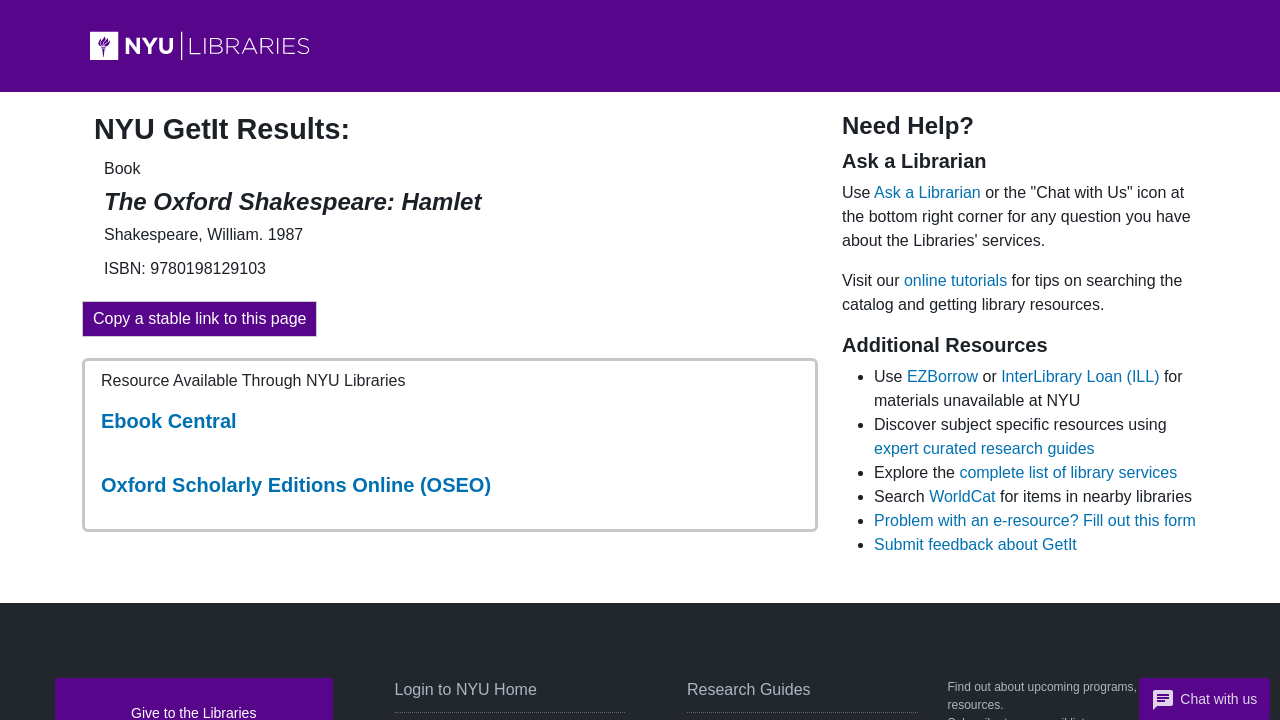 NYU LIBRARIES
NYU GetIt Results:
Book
The Oxford Shakespeare: Hamlet
Shakespeare, William. 1987
ISBN: 9780198129103
Copy a stable link to this page
Resource Available Through NYU Libraries
Ebook Central
Oxford Scholarly Editions Online (OSEO)
Need Help?
Ask a Librarian
Use Ask a Librarian or the "Chat with Us" icon at
the bottom right corner for any question you have
about the Libraries' services.
Visit our online tutorials for tips on searching the
catalog and getting library resources.
Additional Resources
Use EZBorrow or InterLibrary Loan (ILL) for
materials unavailable at NYU
Discover subject specific resources using
expert curated research guides
Explore the complete list of library services
Search WorldCat for items in nearby libraries
Problem with an e-resource? Fill out this form
Submit feedback about GetIt
Give to the Libraries
Login to NYU Home
Research Guides
Find out about upcoming programs,
resources.
Chat with us